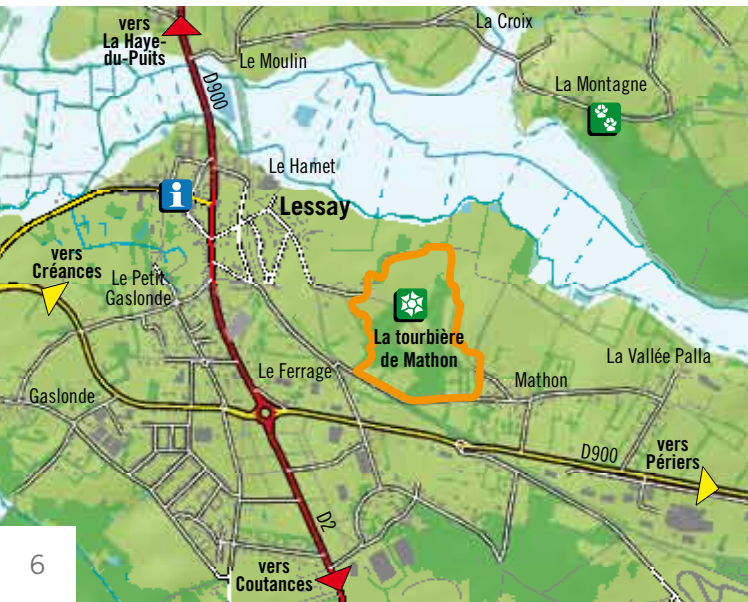 vers
La Haye-
du-Puits
La Croix
Le Moulin
D900
La Montagne
Le Hamet
i
Lessay
vers
Créances
Le Petit
Gaslonde
La tourbière
de Mathon
La Vallée Palla
Le Ferrage
Mathon
Gaslonde
D900
vers
Périers
D2
vers
Coutances
6